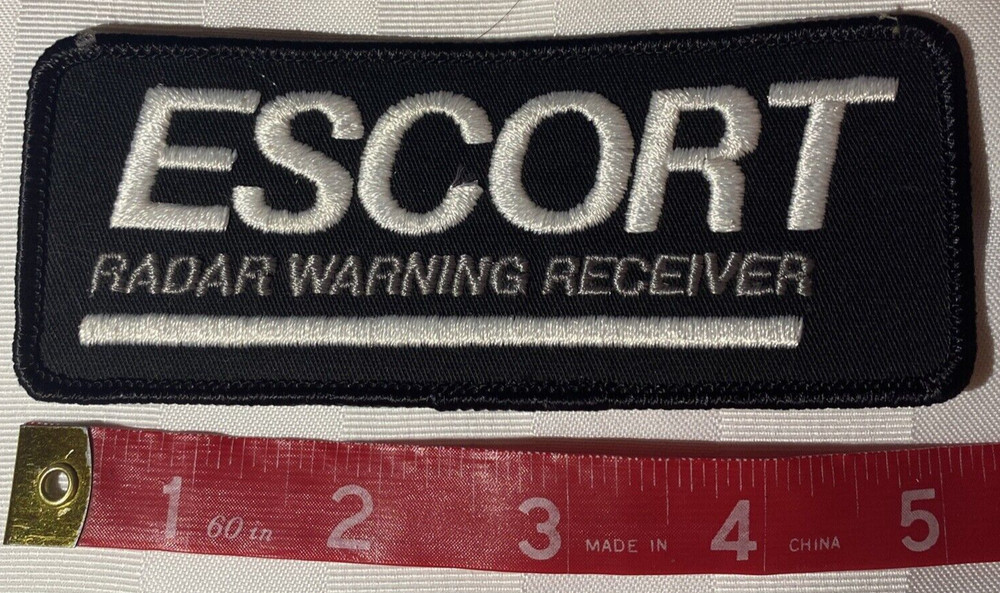 ESCORT
RADAR WARNING RECEIVER
1 60 in 2 3 MADE IN 4 CHINA 5